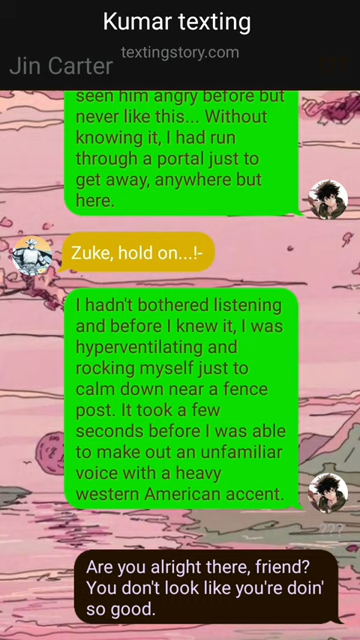 Kumar texting
textingstory.com
Jin Carter
seen him angry before but
never like this... Without
knowing it, I had run
through a portal just to
get away, anywhere but
here.
Zuke, hold on...!-
I hadn't bothered listening
and before I knew it, I was
hyperventilating and
rocking myself just to
calm down near a fence
post. It took a few
seconds before I was able
to make out an unfamiliar
voice with a heavy
western American accent.
???
Are you alright there, friend?
You don't look like you're doin'
so good.